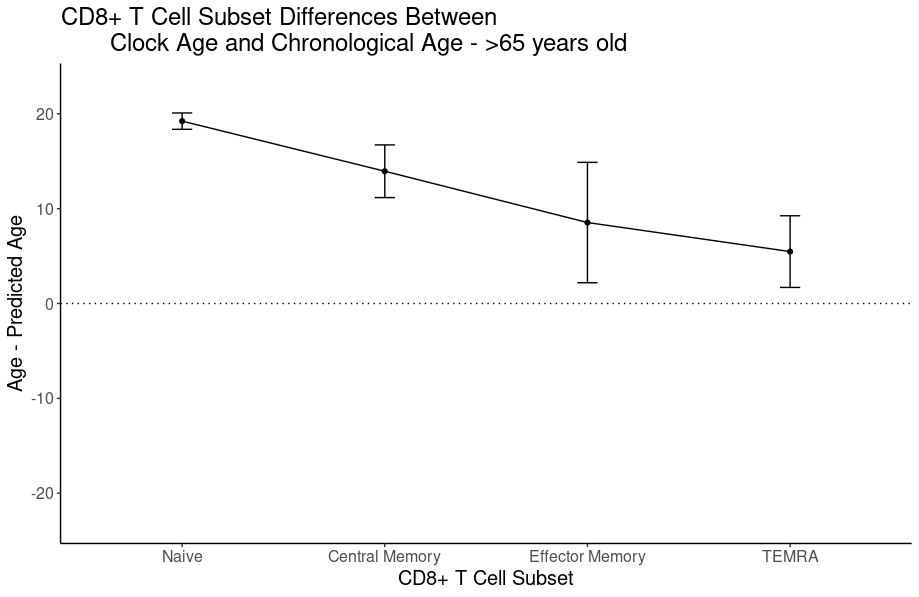 CD8+ T Cell Subset Differences Between
Clock Age and Chronological Age - >65 years old
Age - Predicted Age
20
10
0
-10
-20
Naive
Central Memory
Effector Memory
TEMRA
CD8+ T Cell Subset